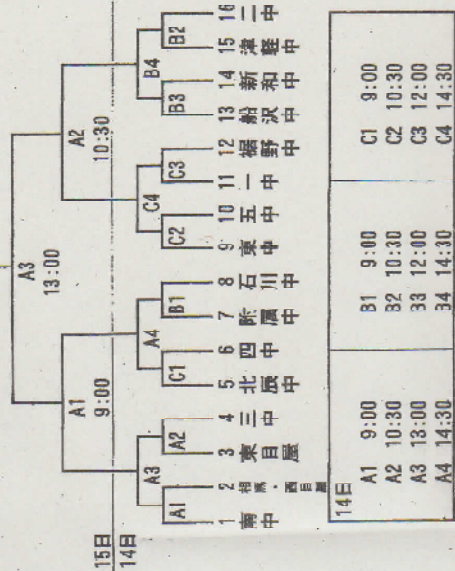 A3
13:00
A1
9:00
A2
10:30
15日
14日
A3
A4
C4
B4
A1
A2
C1
B1
C2
C3
B3
B2
1 南中
2 相馬・西目屋
3 東目屋
4 三中
5 北辰中
6 四中
7 附属中
8 石川中
9 東中
10 五中
11 一中
12 裾野中
13 船沢中
14 新和中
15 津軽中
16 二中
14日
A1 9:00
A2 10:30
A3 13:00
A4 14:30
B1 9:00
B2 10:30
B3 12:00
B4 14:30
C1 9:00
C2 10:30
C3 12:00
C4 14:30